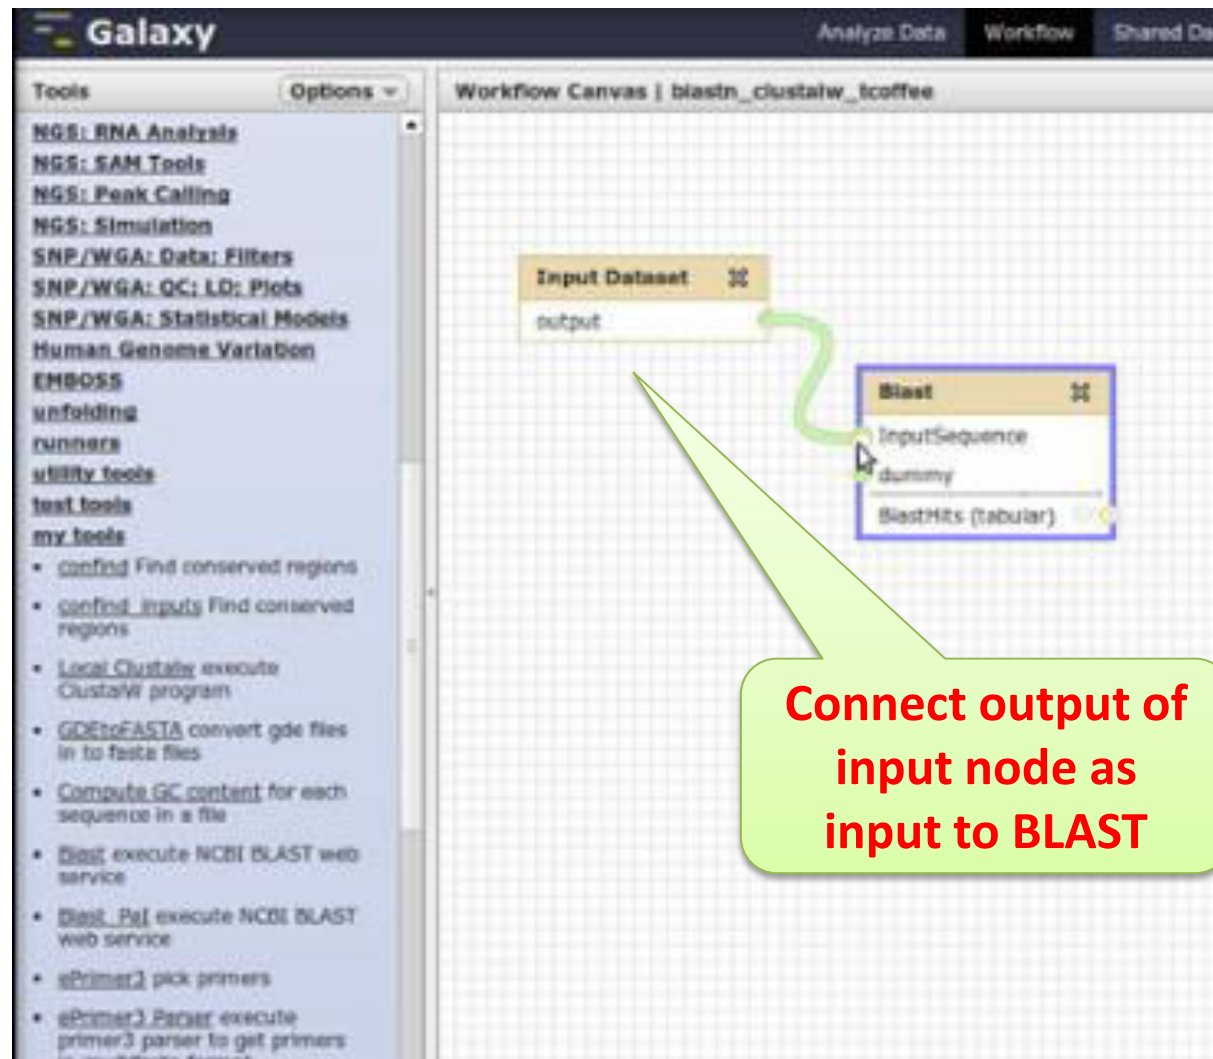 Galaxy
Analyze Data Workflow Shared Da
Tools Options
Workflow Canvas | blastn_clustalw_tcoffee
NGS: RNA Analysis
NGS: SAM Tools
NGS: Peak Calling
NGS: Simulation
SNP/WGA: Data; Filters
SNP/WGA: QC; LD; Plots
SNP/WGA: Statistical Models
Human Genome Variation
EMBOSS
unfolding
runners
utility tools
test tools
my tools
• confind Find conserved regions
• confind_inputs Find conserved
regions
• Local Clustalw execute
ClustalW program
• GDEtoFASTA convert gde files
in to fasta files
• Compute GC content for each
sequence in a file
• Blast execute NCBI BLAST web
service
• Blast_Pal execute NCBI BLAST
web service
• ePrimer3 pick primers
• ePrimer3 Parser execute
primer3 parser to get primers
Input Dataset
output
Blast
InputSequence
dummy
BlastHits (tabular)
Connect output of
input node as
input to BLAST